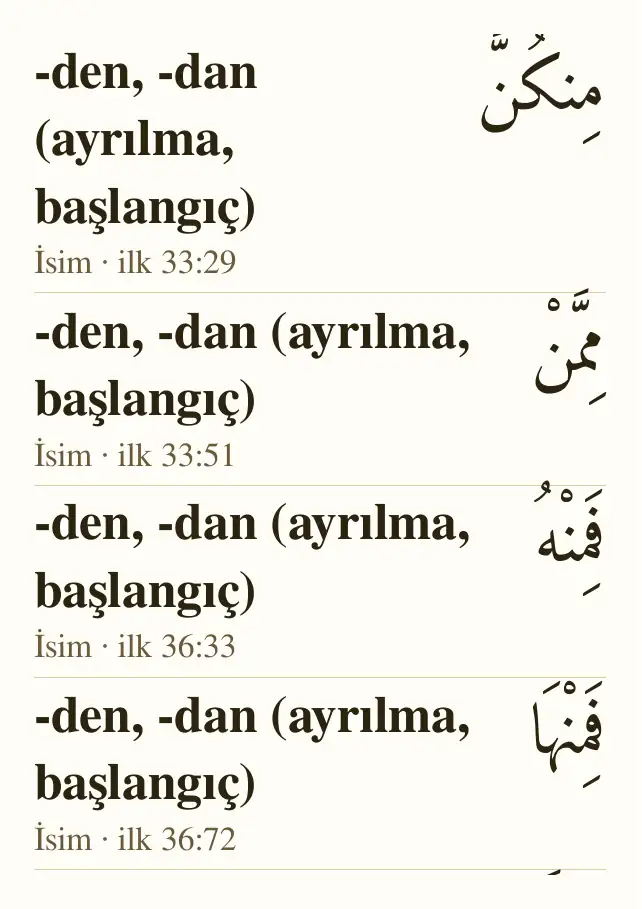 -den, -dan مِنكُنَّ
(ayrılma,
başlangıç)
İsim · ilk 33:29
-den, -dan (ayrılma, مِمَّنْ
başlangıç)
İsim · ilk 33:51
-den, -dan (ayrılma, فَمِنْهُ
başlangıç)
İsim · ilk 36:33
-den, -dan (ayrılma, فَمِنْهَا
başlangıç)
İsim · ilk 36:72